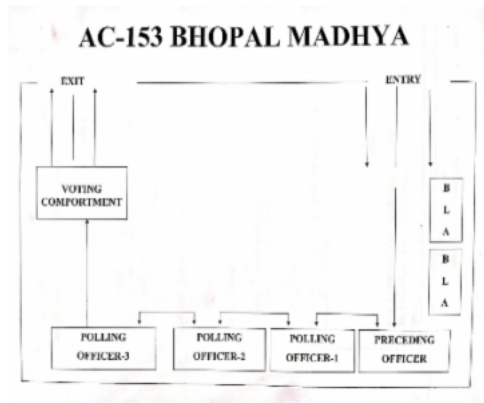 AC-153 BHOPAL MADHYA
EXIT
ENTRY
VOTING
COMPORTMENT
B
L
A
B
L
A
POLLING
OFFICER-3
POLLING
OFFICER-2
POLLING
OFFICER-1
PRECEDING
OFFICER